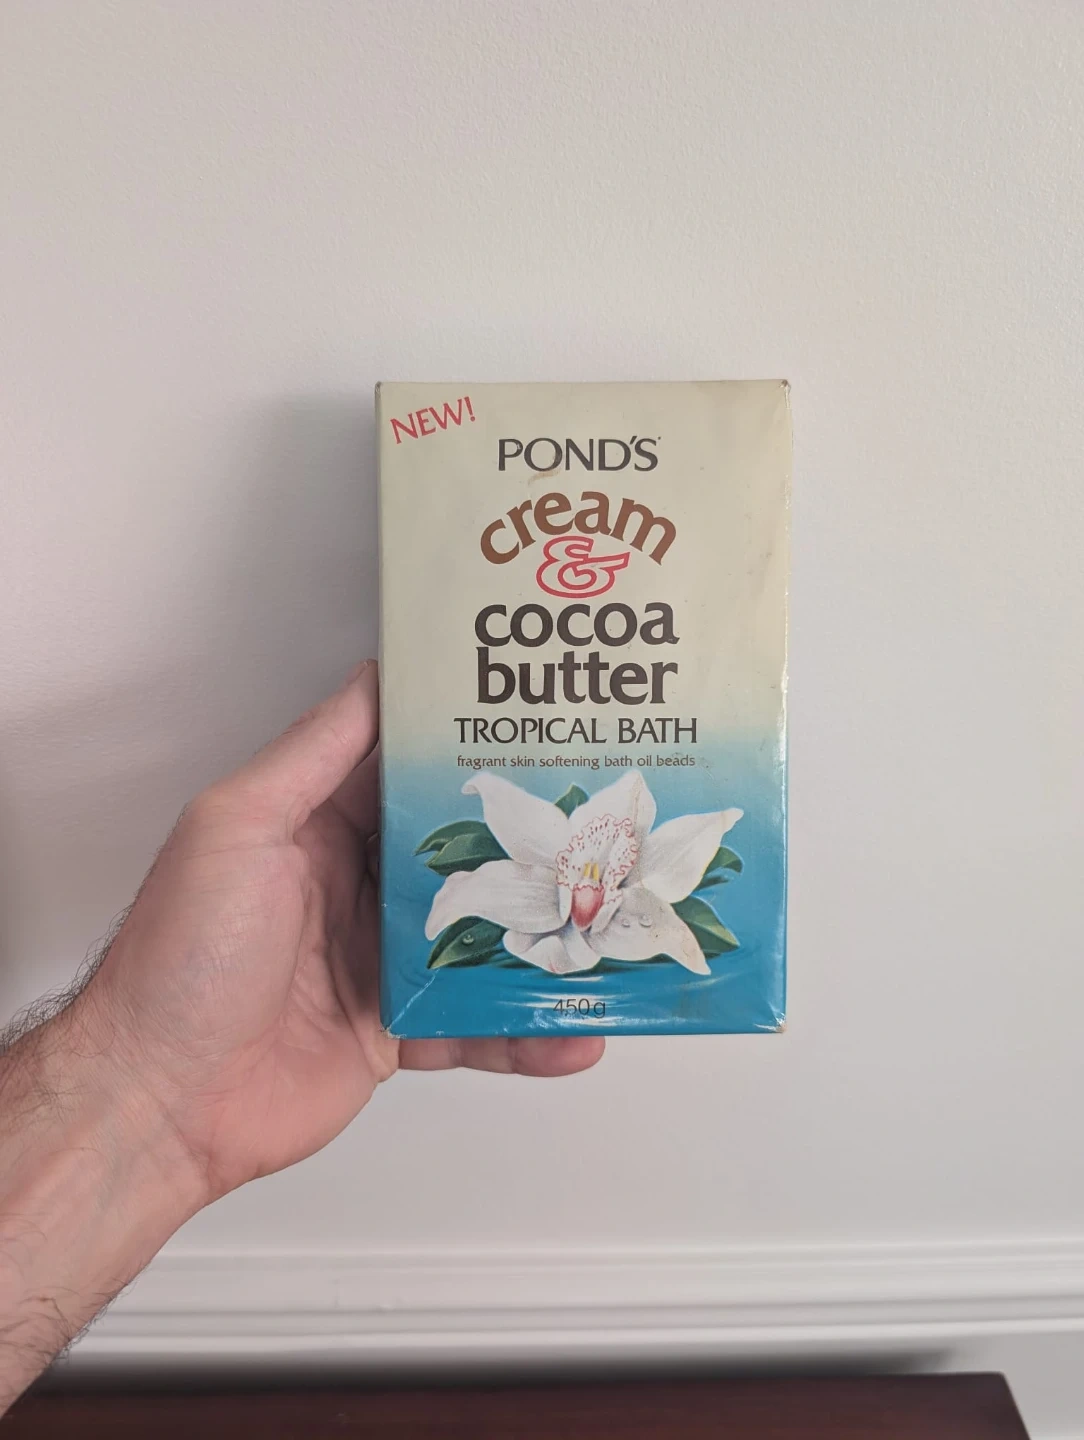 NEW!
POND'S
cream
&
cocoa
butter
TROPICAL BATH
fragrant skin softening bath oil beads
450g